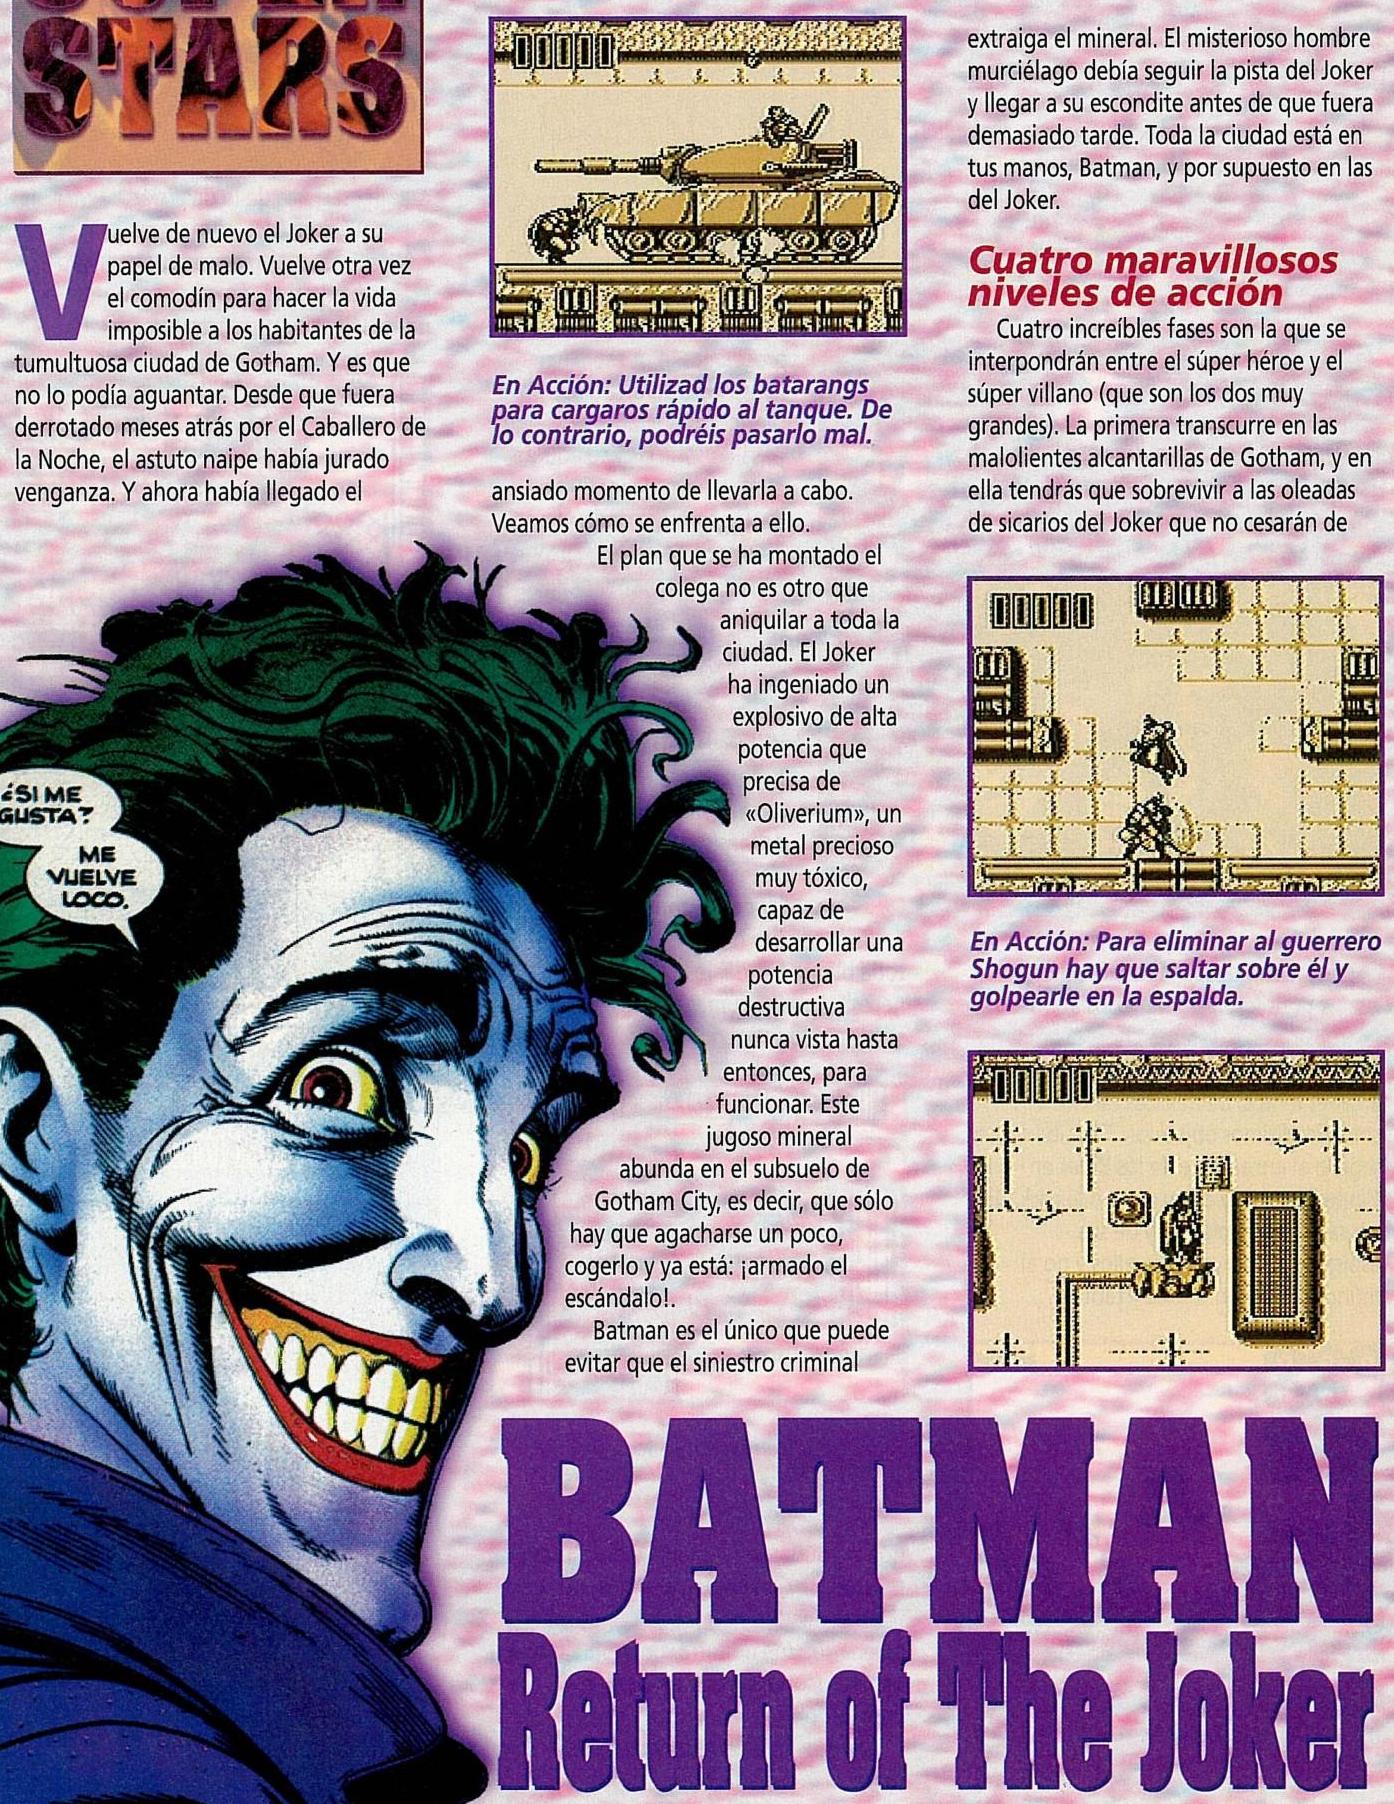 SUPER
STARS
Vuelve de nuevo el Joker a su
papel de malo. Vuelve otra vez
el comodín para hacer la vida
imposible a los habitantes de la
tumultuosa ciudad de Gotham. Y es que
no lo podía aguantar. Desde que fuera
derrotado meses atrás por el Caballero de
la Noche, el astuto naipe había jurado
venganza. Y ahora había llegado el
En Acción: Utilizad los batarangs
para cargaros rápido al tanque. De
lo contrario, podréis pasarlo mal.
ansiado momento de llevarla a cabo.
Veamos cómo se enfrenta a ello.
El plan que se ha montado el
colega no es otro que
aniquilar a toda la
ciudad. El Joker
ha ingeniado un
explosivo de alta
potencia que
precisa de
«Oliverium», un
metal precioso
muy tóxico,
capaz de
desarrollar una
potencia
destructiva
nunca vista hasta
entonces, para
funcionar. Este
jugoso mineral
abunda en el subsuelo de
Gotham City, es decir, que sólo
hay que agacharse un poco,
cogerlo y ya está: ¡armado el
escándalo!.
Batman es el único que puede
evitar que el siniestro criminal
extraiga el mineral. El misterioso hombre
murciélago debía seguir la pista del Joker
y llegar a su escondite antes de que fuera
demasiado tarde. Toda la ciudad está en
tus manos, Batman, y por supuesto en las
del Joker.
Cuatro maravillosos
niveles de acción
Cuatro increíbles fases son la que se
interpondrán entre el súper héroe y el
súper villano (que son los dos muy
grandes). La primera transcurre en las
malolientes alcantarillas de Gotham, y en
ella tendrás que sobrevivir a las oleadas
de sicarios del Joker que no cesarán de
En Acción: Para eliminar al guerrero
Shogun hay que saltar sobre él y
golpearle en la espalda.
¿SI ME
GUSTA?
ME
VUELVE
LOCO.
BATMAN
Return of The Joker